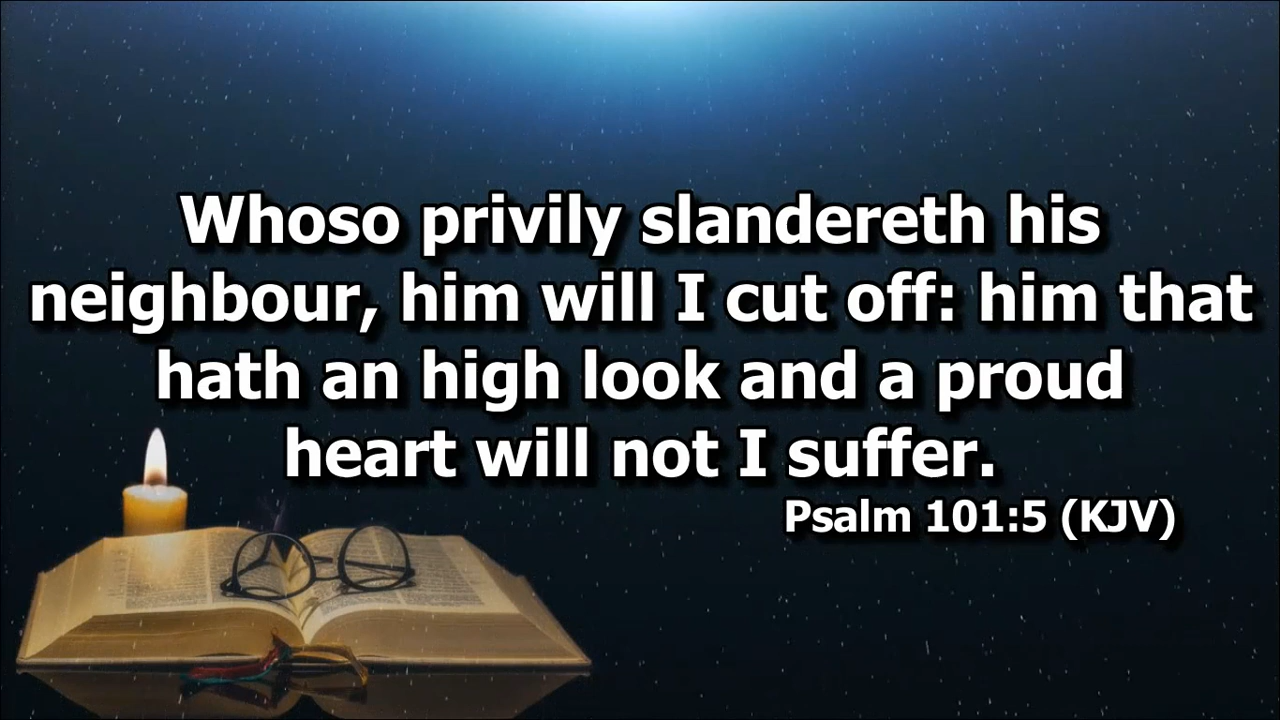 Whoso privily slandereth his
neighbour, him will I cut off: him that
hath an high look and a proud
heart will not I suffer.
Psalm 101:5 (KJV)